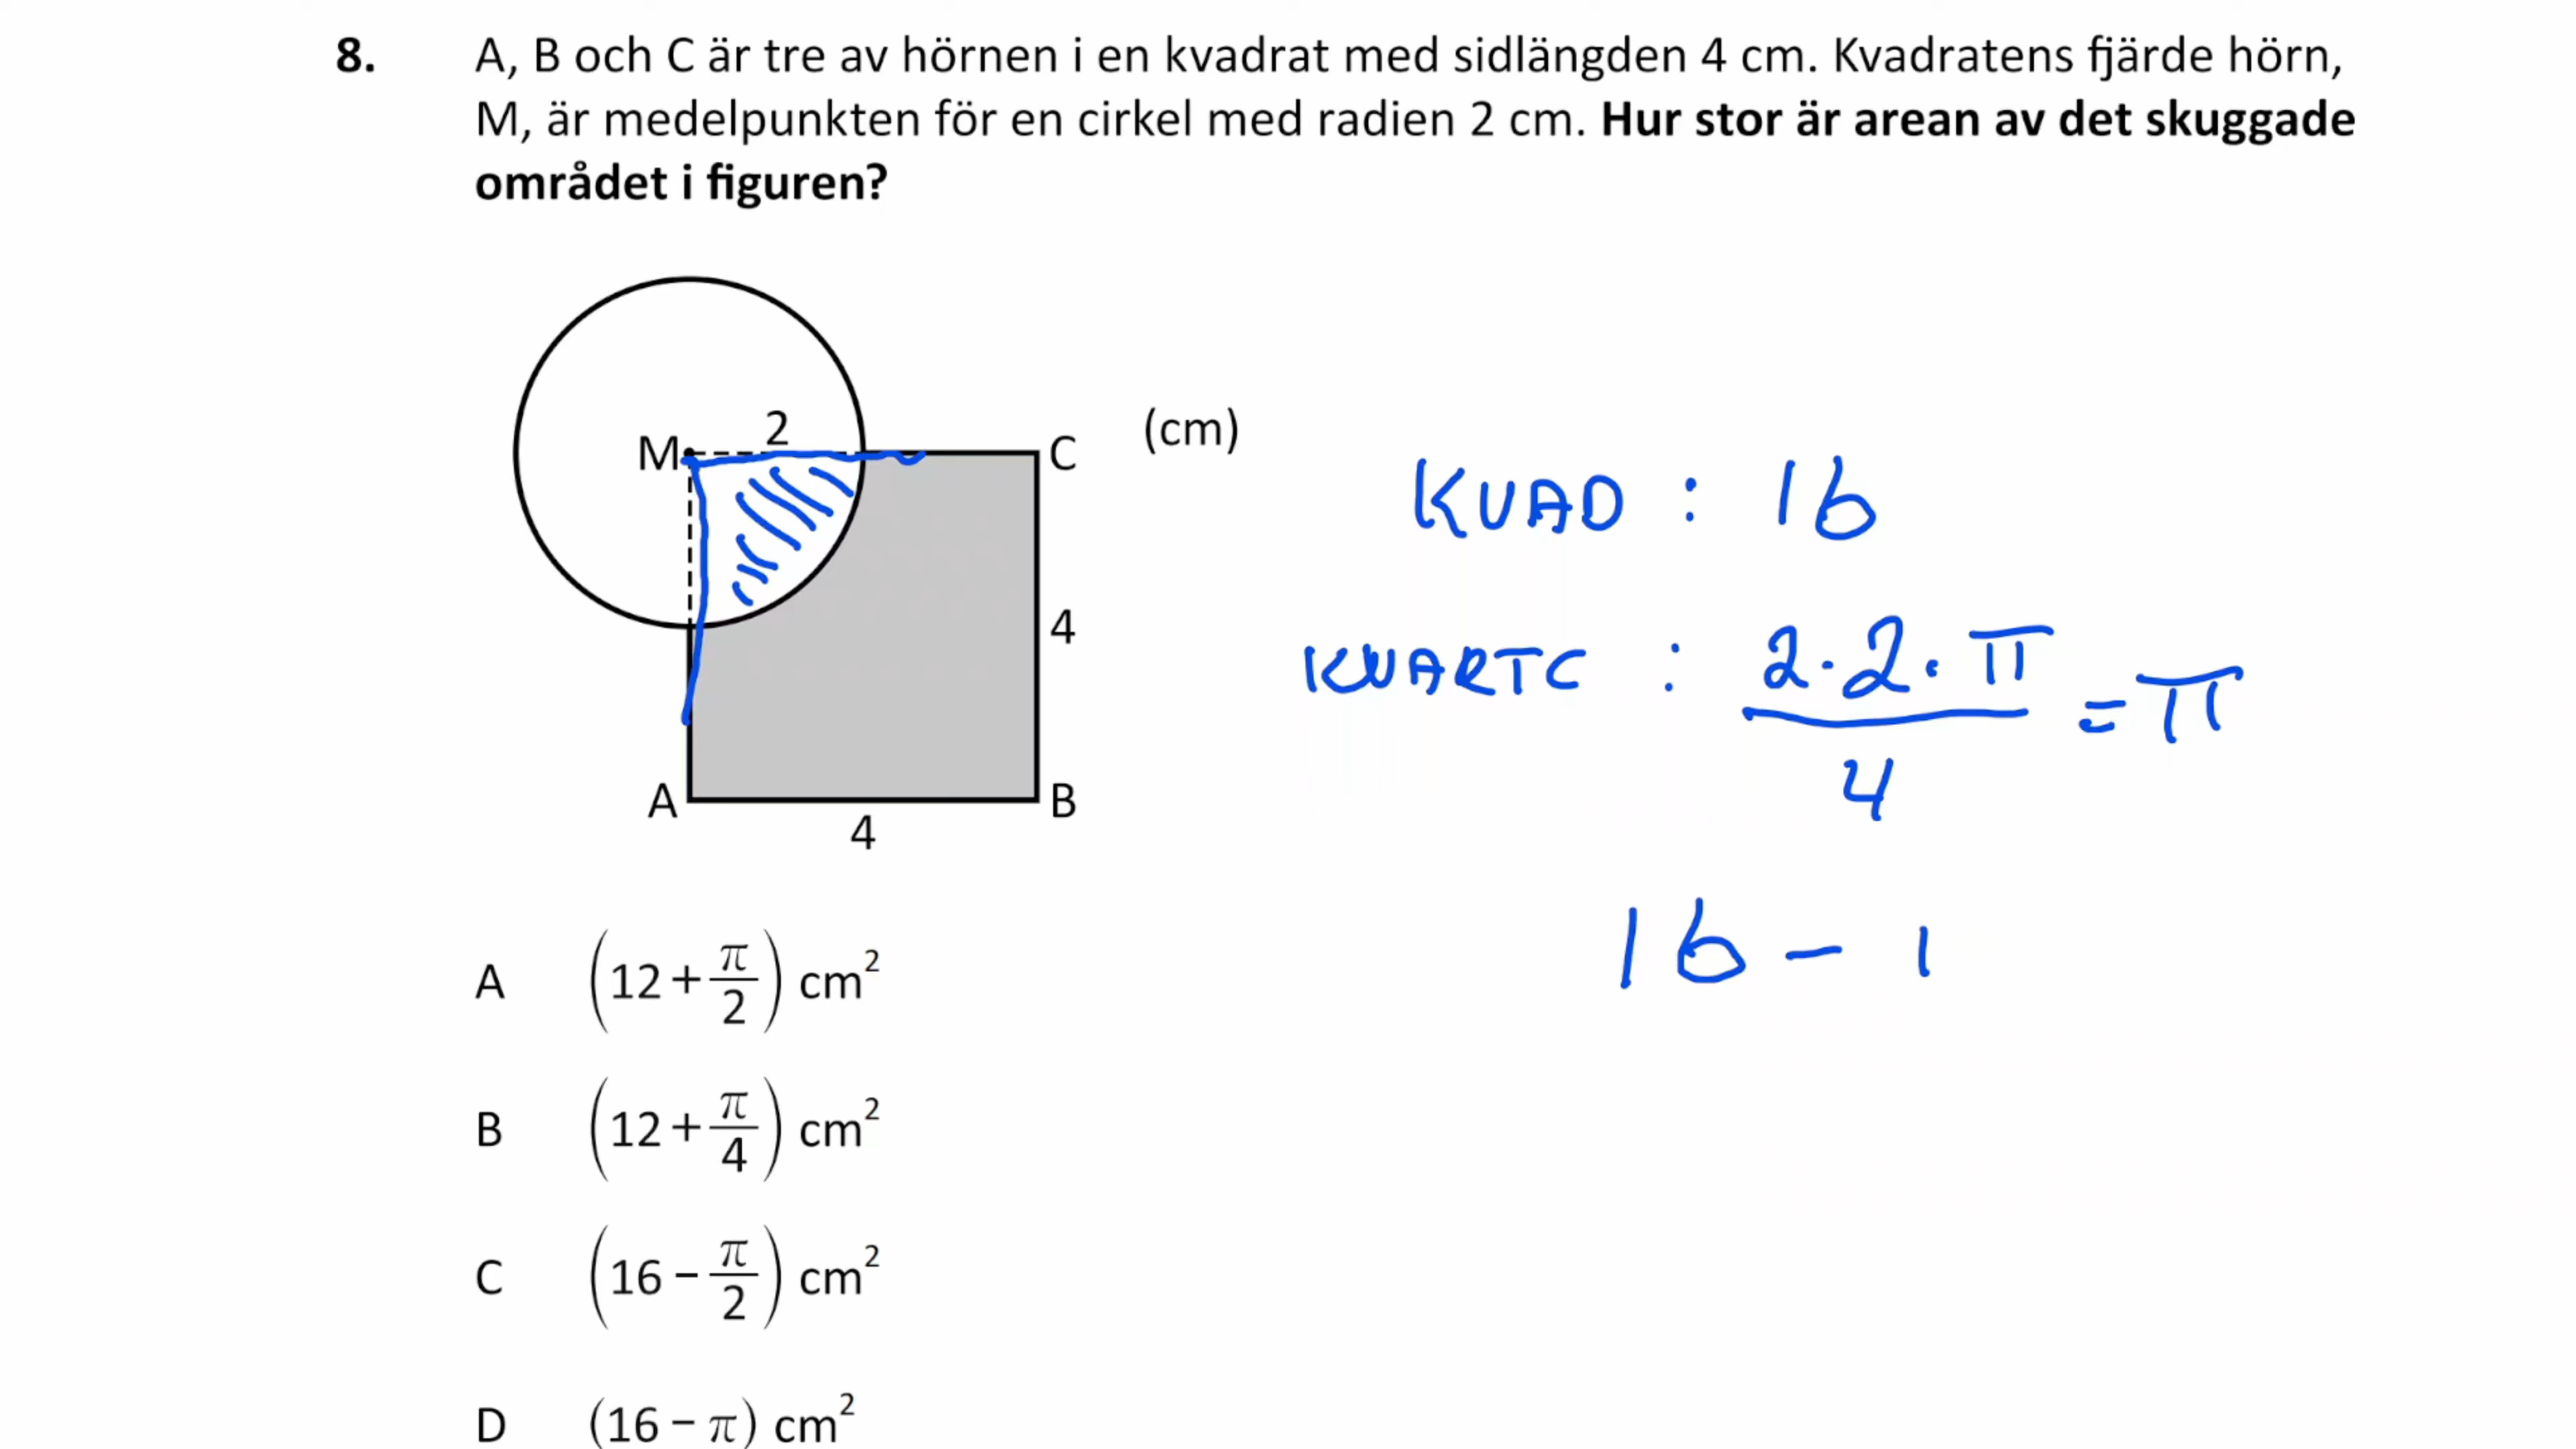 8. A, B och C är tre av hörnen i en kvadrat med sidlängden 4 cm. Kvadratens fjärde hörn,
M, är medelpunkten för en cirkel med radien 2 cm. Hur stor är arean av det skuggade
området i figuren?
2
M
C
(cm)
4
A
B
4
KVAD : 16
KVARTC : 2·2·π/4 = π
16 -
A (12 + π/2) cm²
B (12 + π/4) cm²
C (16 − π/2) cm²
D (16 − π) cm²